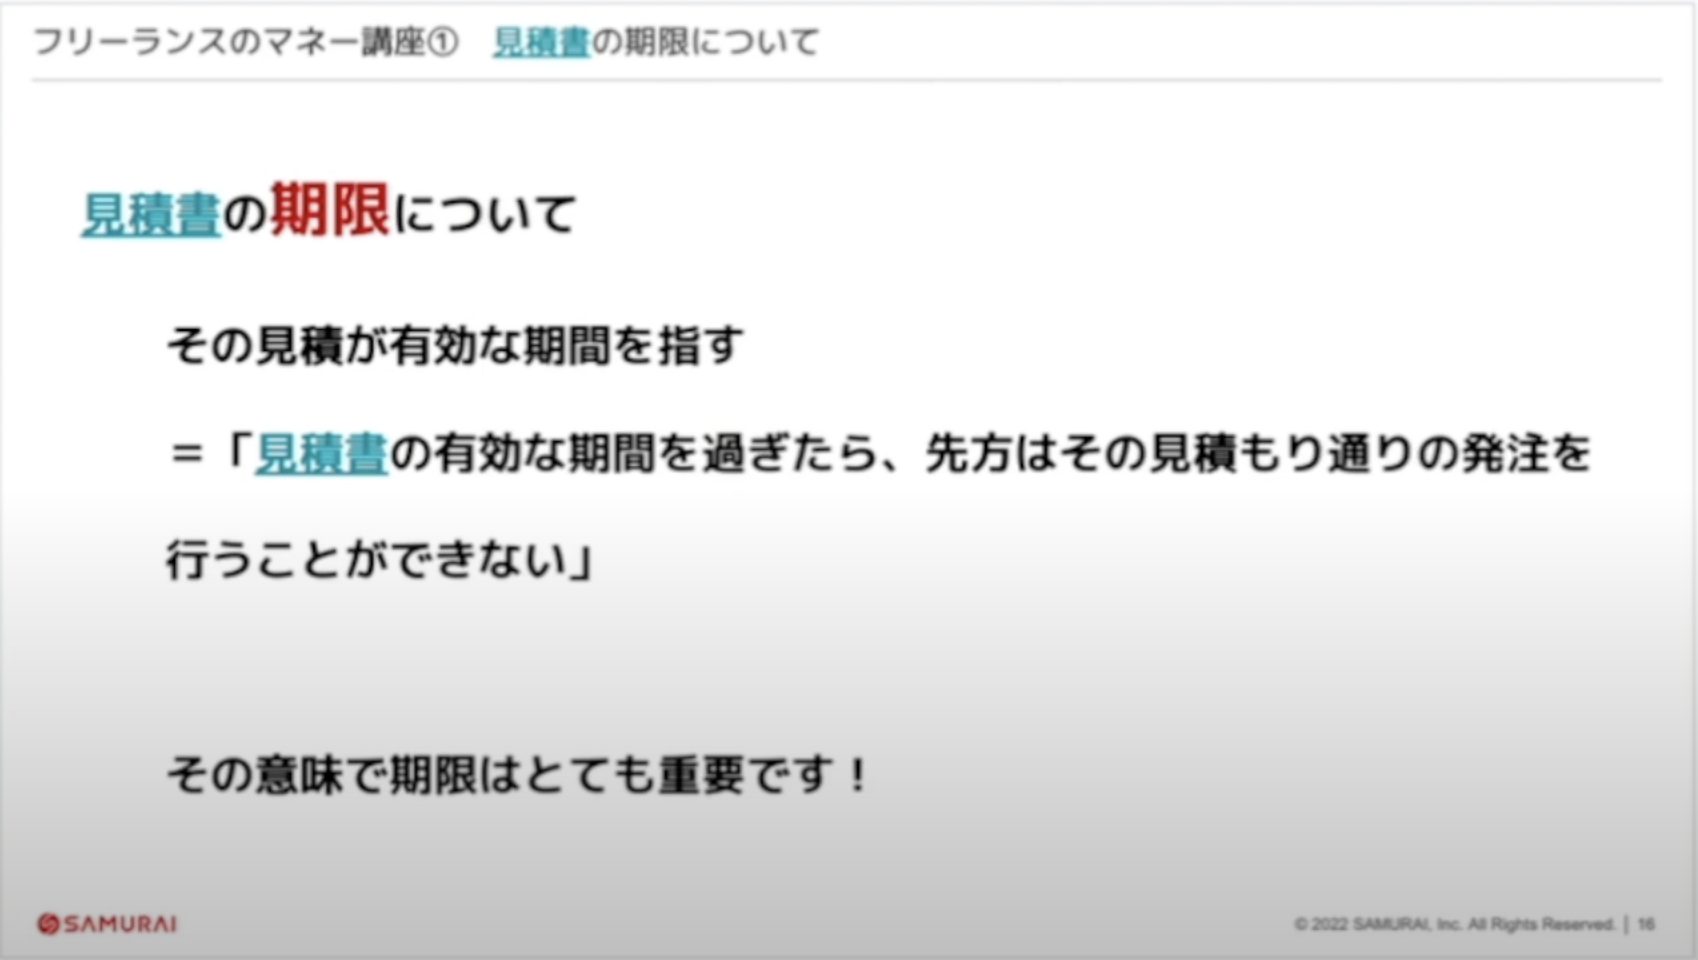 フリーランスのマネー講座① 見積書の期限について
見積書の期限について
その見積が有効な期間を指す
＝「見積書の有効な期間を過ぎたら、先方はその見積もり通りの発注を
行うことができない」
その意味で期限はとても重要です！
SAMURAI
© 2022 SAMURAI, Inc. All Rights Reserved. | 16